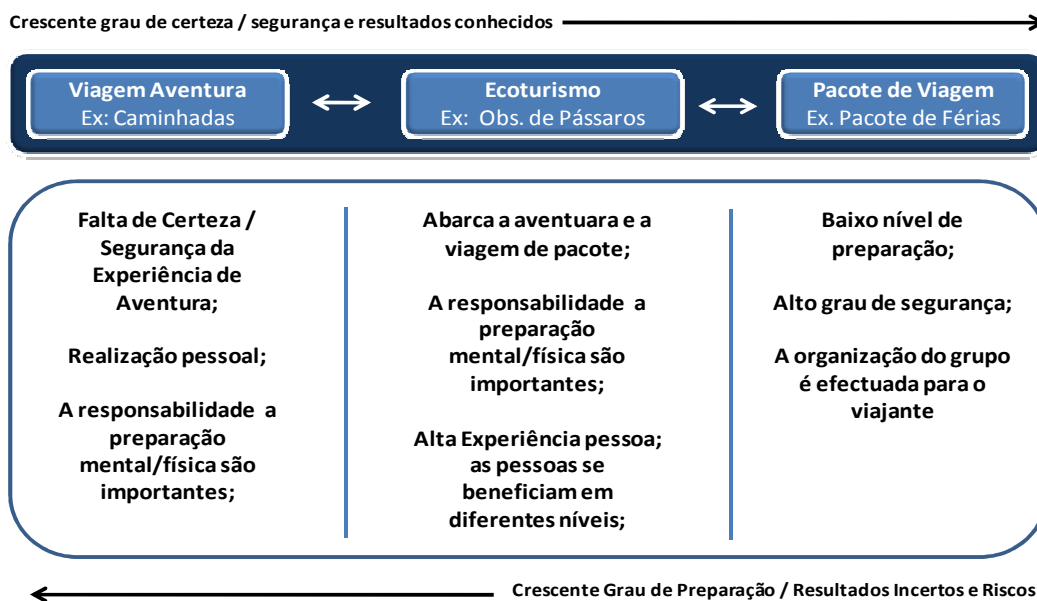 Crescente grau de certeza / segurança e resultados conhecidos
Viagem Aventura
Ex: Caminhadas
Ecoturismo
Ex:  Obs. de Pássaros
Pacote de Viagem
Ex. Pacote de Férias
Falta de Certeza /
Segurança da
Experiência de
Aventura;
Realização pessoal;
A responsabilidade  a
preparação
mental/física são
importantes;
Abarca a aventuara e a
viagem de pacote;
A responsabilidade  a
preparação
mental/física são
importantes;
Alta Experiência pessoa;
as pessoas se
beneficiam em
diferentes níveis;
Baixo nível de
preparação;
Alto grau de segurança;
A organização do grupo
é efectuada para o
viajante
Crescente Grau de Preparação / Resultados Incertos e Riscos